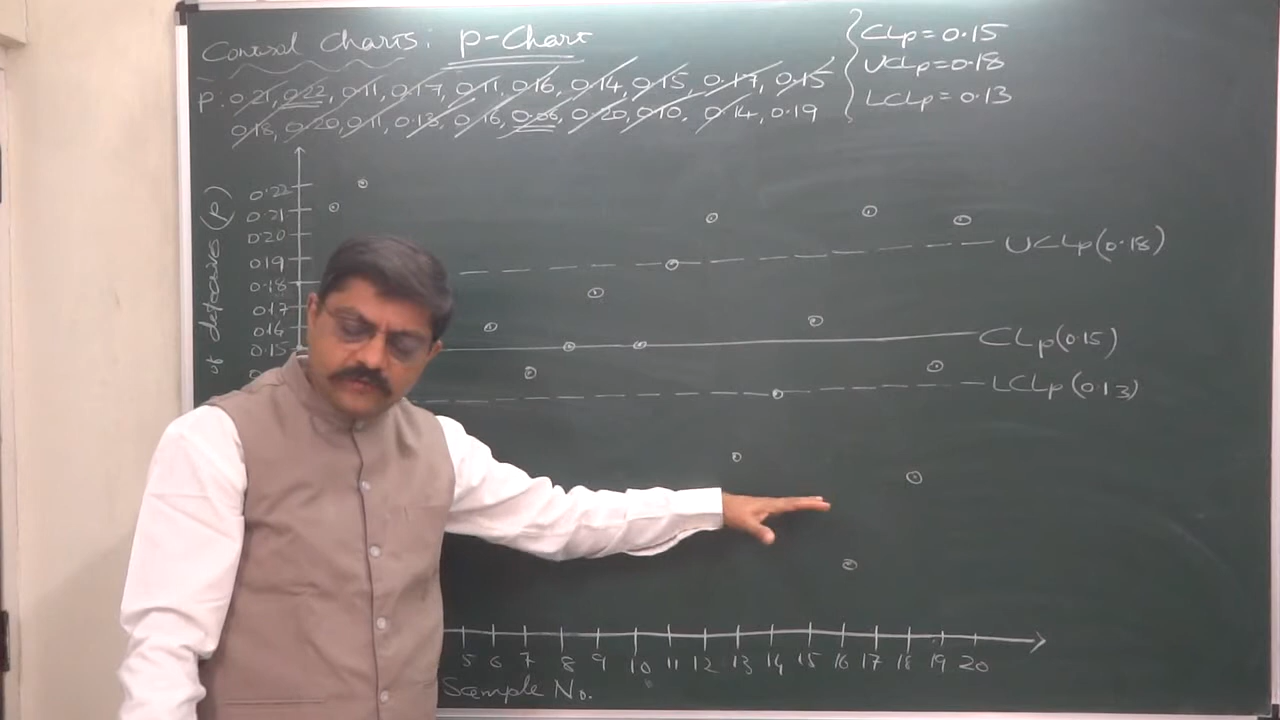 Control Charts: p-Chart
CLp = 0.15
UCLp = 0.18
LCLp = 0.13
p: 0.21, 0.22, 0.11, 0.17, 0.11, 0.16, 0.14, 0.15, 0.17, 0.15
0.18, 0.20, 0.11, 0.13, 0.16, 0.06, 0.20, 0.10, 0.14, 0.19
of defectives (p)
0.22
0.21
0.20
0.19
0.18
0.17
0.16
0.15
UCLp(0.18)
CLp(0.15)
LCLp(0.13)
5 6 7 8 9 10 11 12 13 14 15 16 17 18 19 20
Sample No.